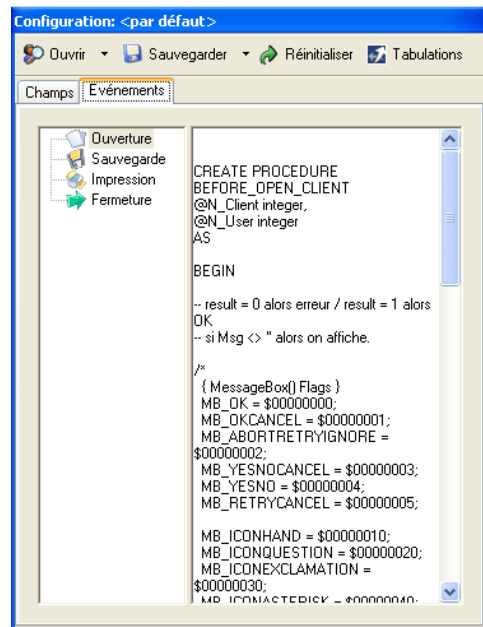 Configuration: <par défaut>
Ouvrir Sauvegarder Réinitialiser Tabulations
Champs Evénements
Ouverture
Sauvegarde
Impression
Fermeture
CREATE PROCEDURE
BEFORE_OPEN_CLIENT
@N_Client integer,
@N_User integer
AS
BEGIN
-- result = 0 alors erreur / result = 1 alors
OK
-- si Msg <> '' alors on affiche.
/*
{ MessageBox() Flags }
MB_OK = $00000000;
MB_OKCANCEL = $00000001;
MB_ABORTRETRYIGNORE =
$00000002;
MB_YESNOCANCEL = $00000003;
MB_YESNO = $00000004;
MB_RETRYCANCEL = $00000005;
MB_ICONHAND = $00000010;
MB_ICONQUESTION = $00000020;
MB_ICONEXCLAMATION =
$00000030;
MB_ICONASTERISK = $00000040;